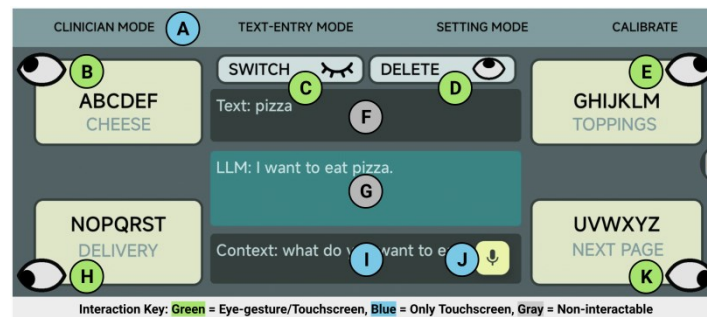 CLINICIAN MODE A TEXT-ENTRY MODE SETTING MODE CALIBRATE
B
ABCDEF
CHEESE
SWITCH
C
DELETE
D
E
GHIJKLM
TOPPINGS
Text: pizza
F
LLM: I want to eat pizza.
G
NOPQRST
DELIVERY
H
Context: what do want to
I
J
UVWXYZ
NEXT PAGE
K
Interaction Key: Green = Eye-gesture/Touchscreen, Blue = Only Touchscreen, Gray = Non-interactable